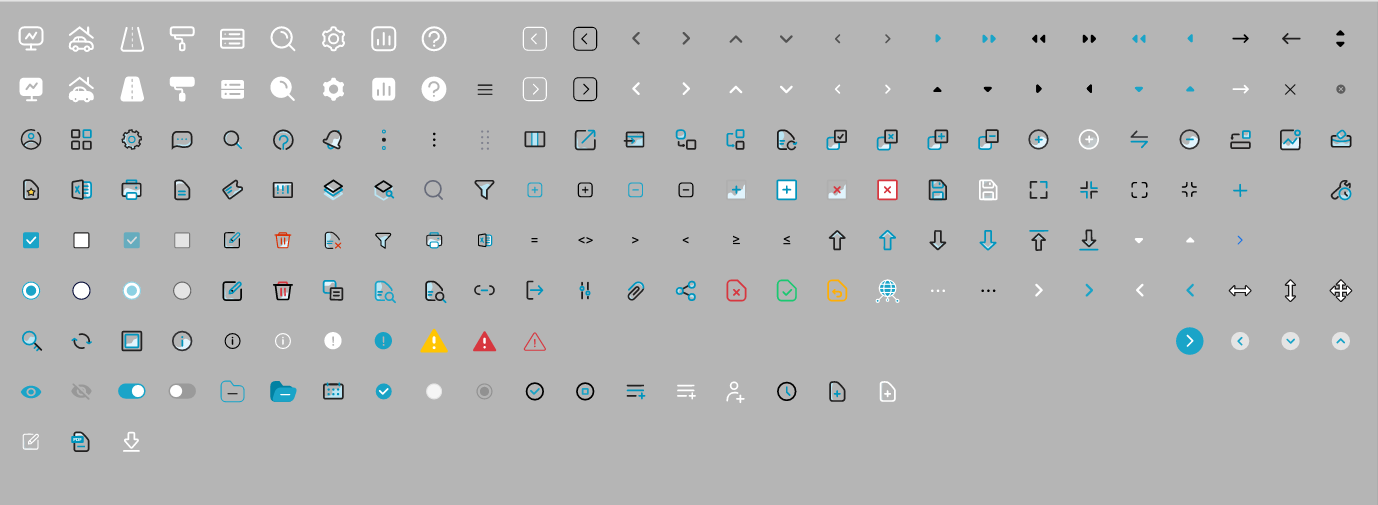 = <> > < ≥ ≤
PDF